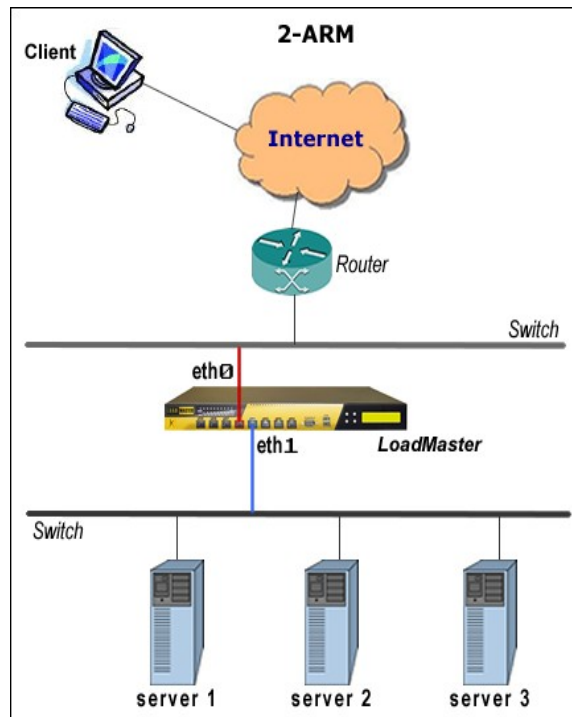 2-ARM
Client
Internet
Router
Switch
eth0
eth1
LoadMaster
Switch
server 1
server 2
server 3